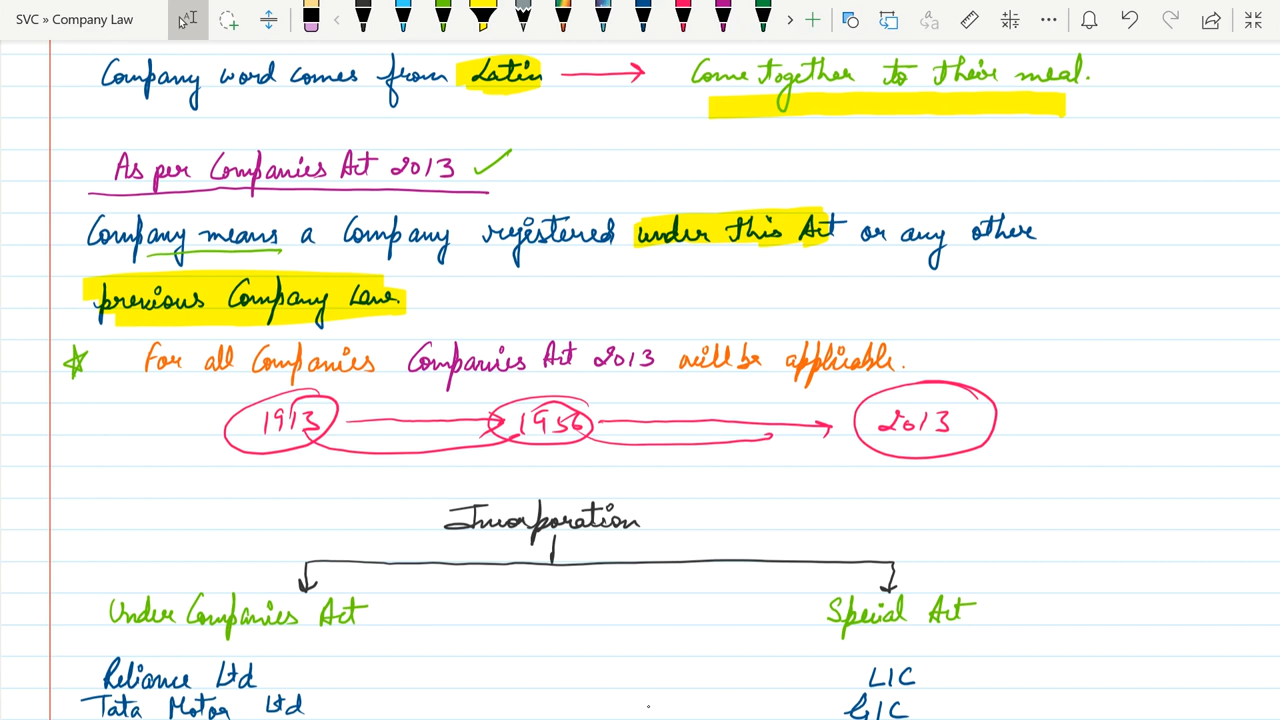 SVC » Company Law
Company word comes from Latin → Come together to their meal.
As per Companies Act 2013 ✓
Company means a Company registered under this Act or any other
previous Company Law.
☆ For all Companies Companies Act 2013 will be applicable.
1913 → 1956 → 2013
Incorporation
Under Companies Act Special Act
Reliance Ltd LIC
Tata Motor Ltd GIC